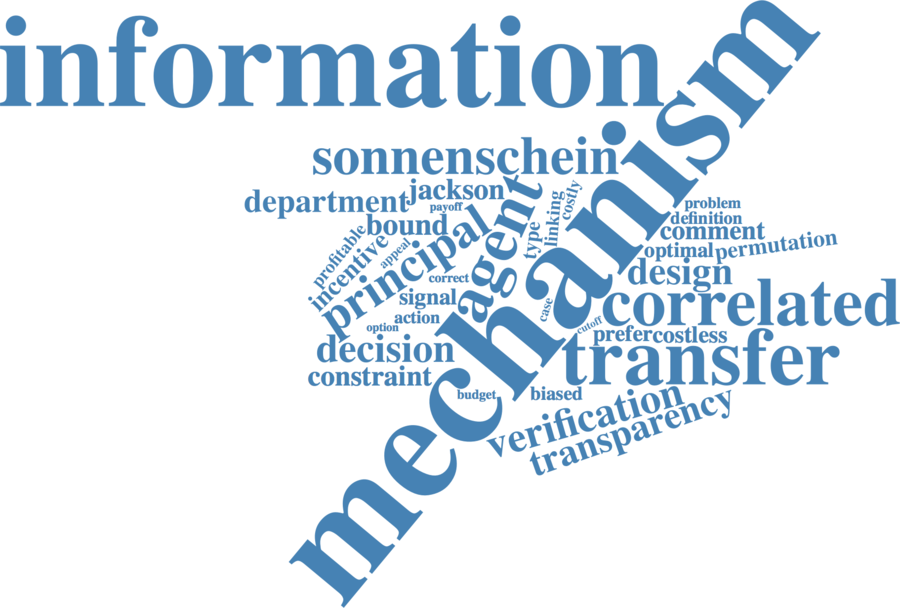 information
mechanism
sonnenschein
jackson
department
payoff
bound
agent
principal
type
linking
costly
profitable
incentive
appeal
correct
signal
action
option
decision
constraint
budget
biased
problem
definition
comment
optimal
permutation
design
correlated
case
cutoff
prefer
costless
transfer
verification
transparency